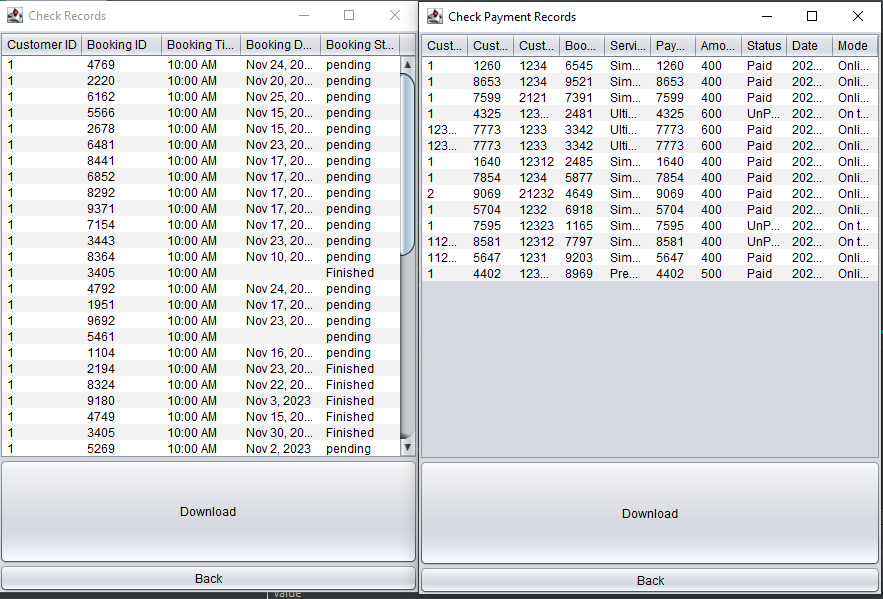 Check Records
Customer ID Booking ID Booking Ti... Booking D... Booking St...
1 4769 10:00 AM Nov 24, 20... pending
1 2220 10:00 AM Nov 20, 20... pending
1 6162 10:00 AM Nov 25, 20... pending
1 5566 10:00 AM Nov 15, 20... pending
1 2678 10:00 AM Nov 15, 20... pending
1 6481 10:00 AM Nov 23, 20... pending
1 8441 10:00 AM Nov 17, 20... pending
1 6852 10:00 AM Nov 17, 20... pending
1 8292 10:00 AM Nov 17, 20... pending
1 9371 10:00 AM Nov 17, 20... pending
1 7154 10:00 AM Nov 17, 20... pending
1 3443 10:00 AM Nov 23, 20... pending
1 8364 10:00 AM Nov 10, 20... pending
1 3405 10:00 AM Finished
1 4792 10:00 AM Nov 24, 20... pending
1 1951 10:00 AM Nov 17, 20... pending
1 9692 10:00 AM Nov 23, 20... pending
1 5461 10:00 AM pending
1 1104 10:00 AM Nov 16, 20... pending
1 2194 10:00 AM Nov 23, 20... Finished
1 8324 10:00 AM Nov 22, 20... Finished
1 9180 10:00 AM Nov 3, 2023 Finished
1 4749 10:00 AM Nov 15, 20... Finished
1 3405 10:00 AM Nov 30, 20... Finished
1 5269 10:00 AM Nov 2, 2023 pending
Download
Back
value
Check Payment Records
Cust... Cust... Cust... Boo... Servi... Pay... Amo... Status Date Mode
1 1260 1234 6545 Sim... 1260 400 Paid 202... Onli...
1 8653 1234 9521 Sim... 8653 400 Paid 202... Onli...
1 7599 2121 7391 Sim... 7599 400 Paid 202... Onli...
1 4325 123... 2481 Ulti... 4325 600 UnP... 202... On t...
123... 7773 1233 3342 Ulti... 7773 600 Paid 202... Onli...
123... 7773 1233 3342 Ulti... 7773 600 Paid 202... Onli...
1 1640 12312 2485 Sim... 1640 400 Paid 202... Onli...
1 7854 1234 5877 Sim... 7854 400 Paid 202... Onli...
2 9069 21232 4649 Sim... 9069 400 Paid 202... Onli...
1 5704 1232 6918 Sim... 5704 400 Paid 202... Onli...
1 7595 12323 1165 Sim... 7595 400 UnP... 202... On t...
112... 8581 12312 7797 Sim... 8581 400 UnP... 202... On t...
112... 5647 1231 9203 Sim... 5647 400 Paid 202... Onli...
1 4402 123... 8969 Pre... 4402 500 Paid 202... Onli...
Download
Back